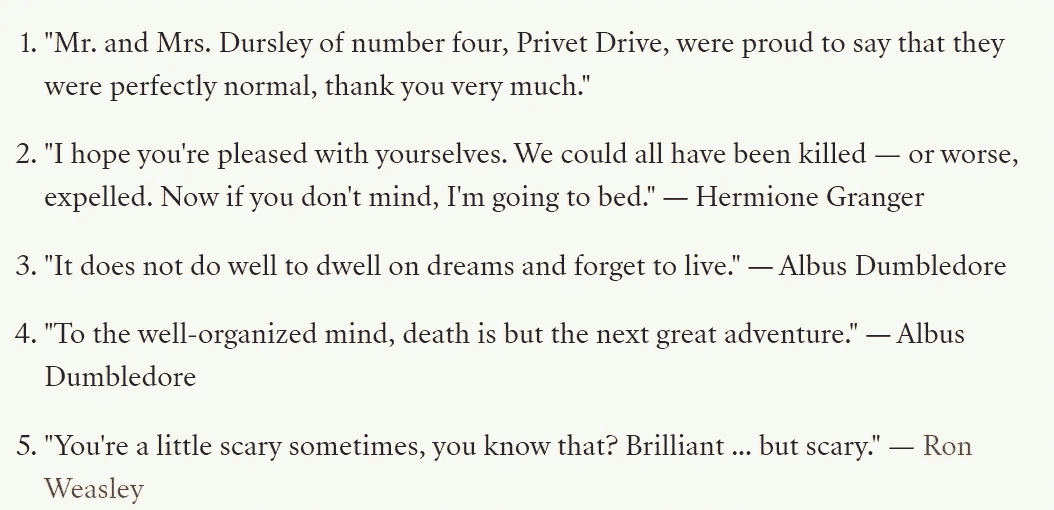 1. "Mr. and Mrs. Dursley of number four, Privet Drive, were proud to say that they
were perfectly normal, thank you very much."
2. "I hope you're pleased with yourselves. We could all have been killed — or worse,
expelled. Now if you don't mind, I'm going to bed." — Hermione Granger
3. "It does not do well to dwell on dreams and forget to live." — Albus Dumbledore
4. "To the well-organized mind, death is but the next great adventure." — Albus
Dumbledore
5. "You're a little scary sometimes, you know that? Brilliant ... but scary." — Ron
Weasley